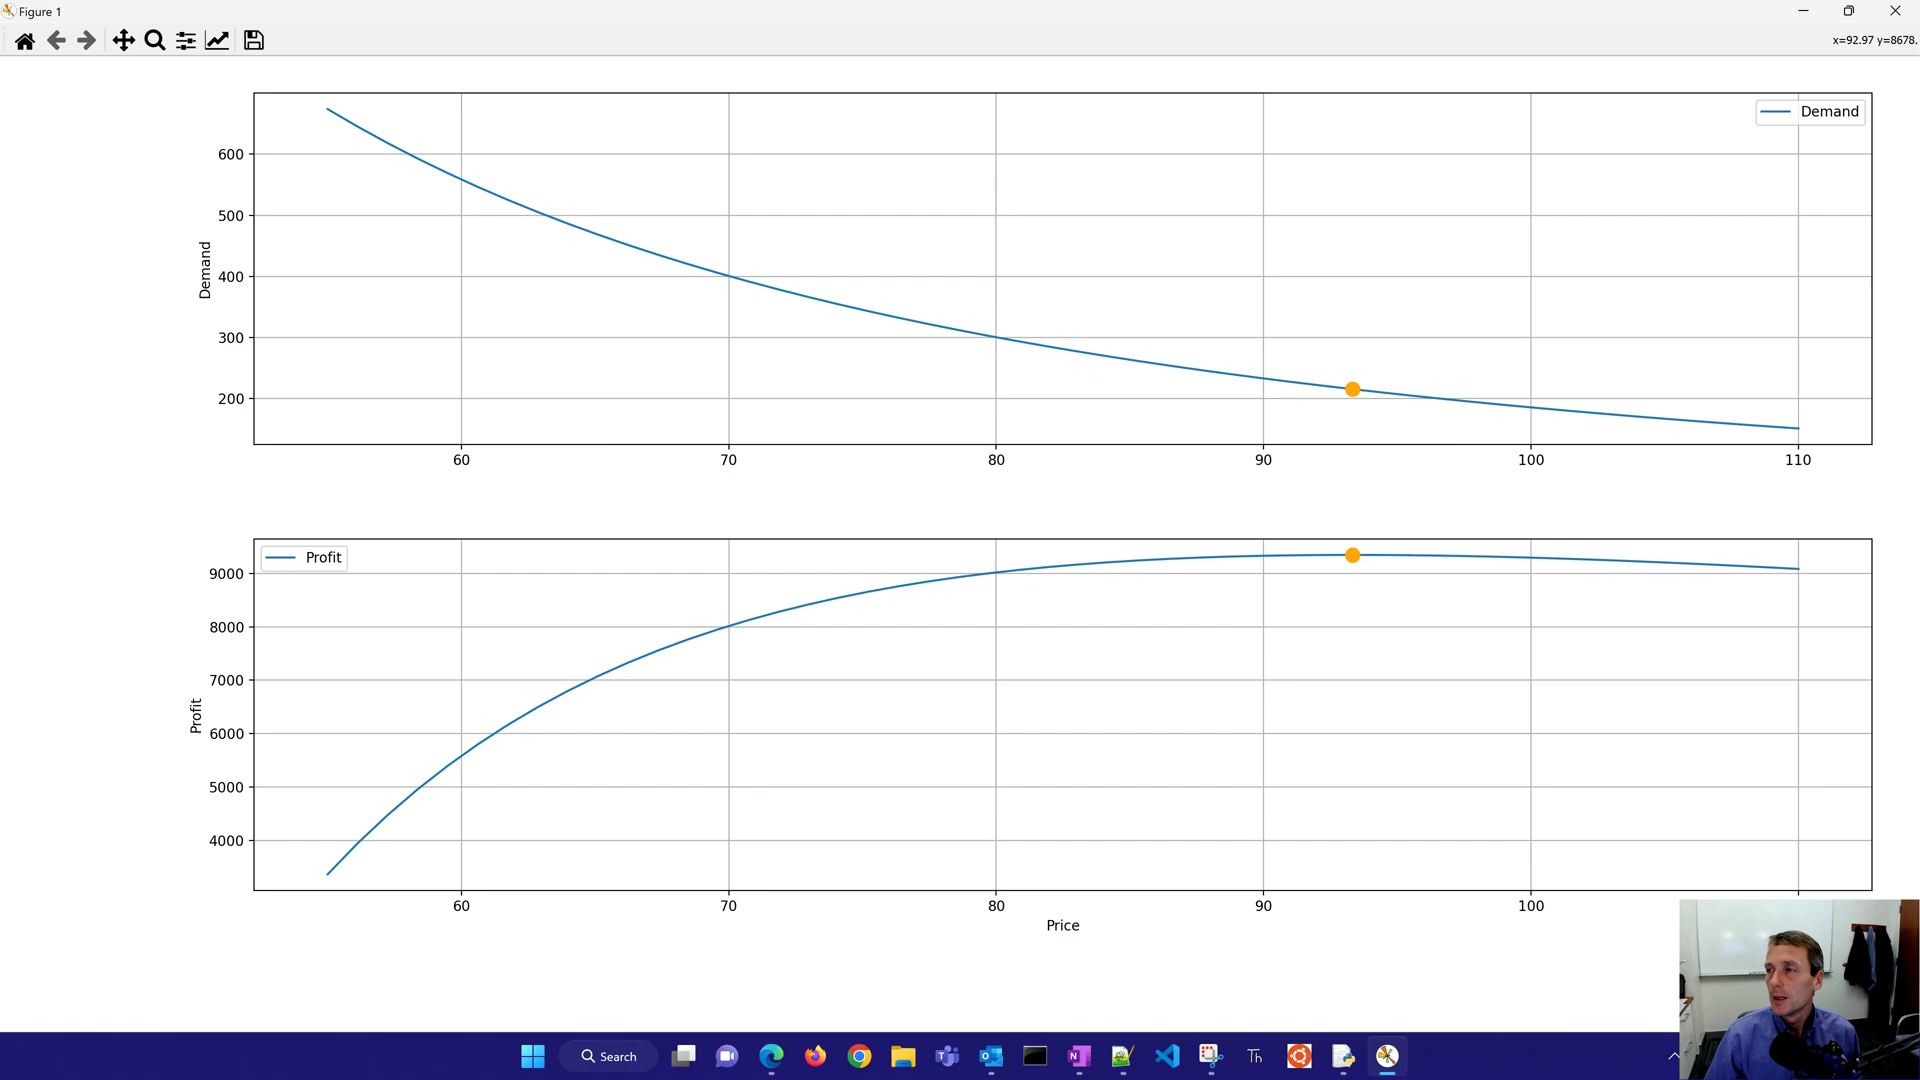 Figure 1
x=92.97 y=8678.
Demand
600
500
400
300
200
Demand
60 70 80 90 100 110
Profit
9000
8000
7000
6000
5000
4000
Profit
60 70 80 90 100
Price
Search
Th